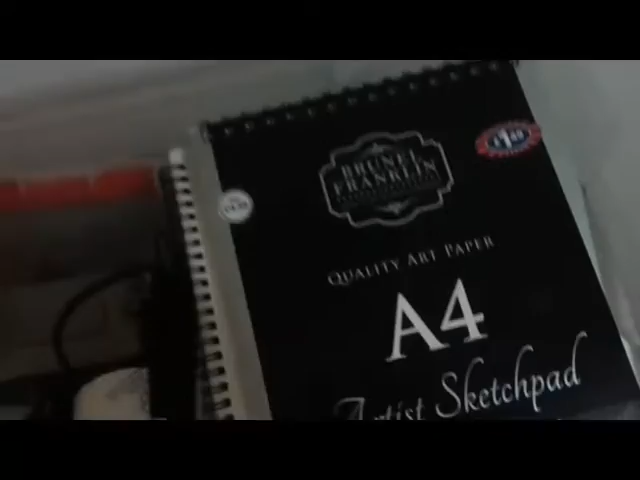 BRUNEL
FRANKLIN
QUALITY ART PAPER
A4
Artist Sketchpad